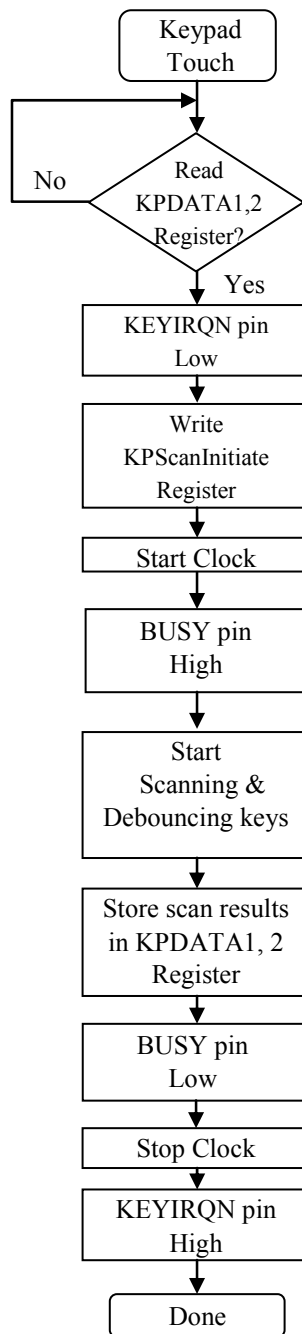 Keypad
Touch
No
Read
KPDATA1,2
Register?
Yes
KEYIRQN pin
Low
Write
KPScanInitiate
Register
Start Clock
BUSY pin
High
Start
Scanning &
Debouncing keys
Store scan results
in KPDATA1, 2
Register
BUSY pin
Low
Stop Clock
KEYIRQN pin
High
Done